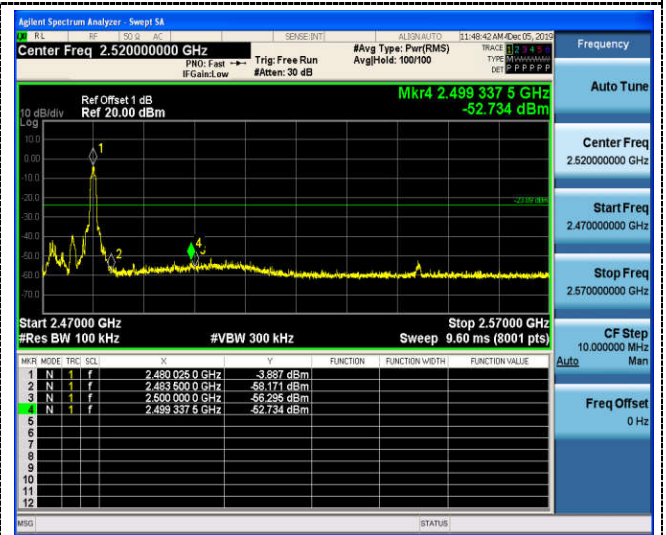 Agilent Spectrum Analyzer - Swept SA
RL RF 50 Ω AC SENSE:INT ALIGNAUTO 11:48:42 AM Dec 05, 2019
Center Freq 2.520000000 GHz
PNO: Fast
IFGain:Low
Trig: Free Run
#Atten: 30 dB
#Avg Type: Pwr(RMS)
Avg|Hold: 100/100
TRACE 1 2 3 4 5 6
TYPE MWWWWW
DET P P P P P P
Frequency
Auto Tune
Center Freq
2.520000000 GHz
Start Freq
2.470000000 GHz
Stop Freq
2.570000000 GHz
CF Step
10.000000 MHz
Auto Man
Freq Offset
0 Hz
Mkr4 2.499 337 5 GHz
-52.734 dBm
Ref Offset 1 dB
10 dB/div Ref 20.00 dBm
Log
10.0
0.00
-10.0
-20.0
-23.89 dBm
-30.0
-40.0
-50.0
-60.0
-70.0
1
2
4
3
Start 2.47000 GHz Stop 2.57000 GHz
#Res BW 100 kHz #VBW 300 kHz Sweep 9.60 ms (8001 pts)
MKR MODE TRC SCL X Y FUNCTION FUNCTION WIDTH FUNCTION VALUE
1 N 1 f 2.480 025 0 GHz -3.887 dBm
2 N 1 f 2.483 500 0 GHz -58.171 dBm
3 N 1 f 2.500 000 0 GHz -56.295 dBm
4 N 1 f 2.499 337 5 GHz -52.734 dBm
5
6
7
8
9
10
11
12
MSG STATUS